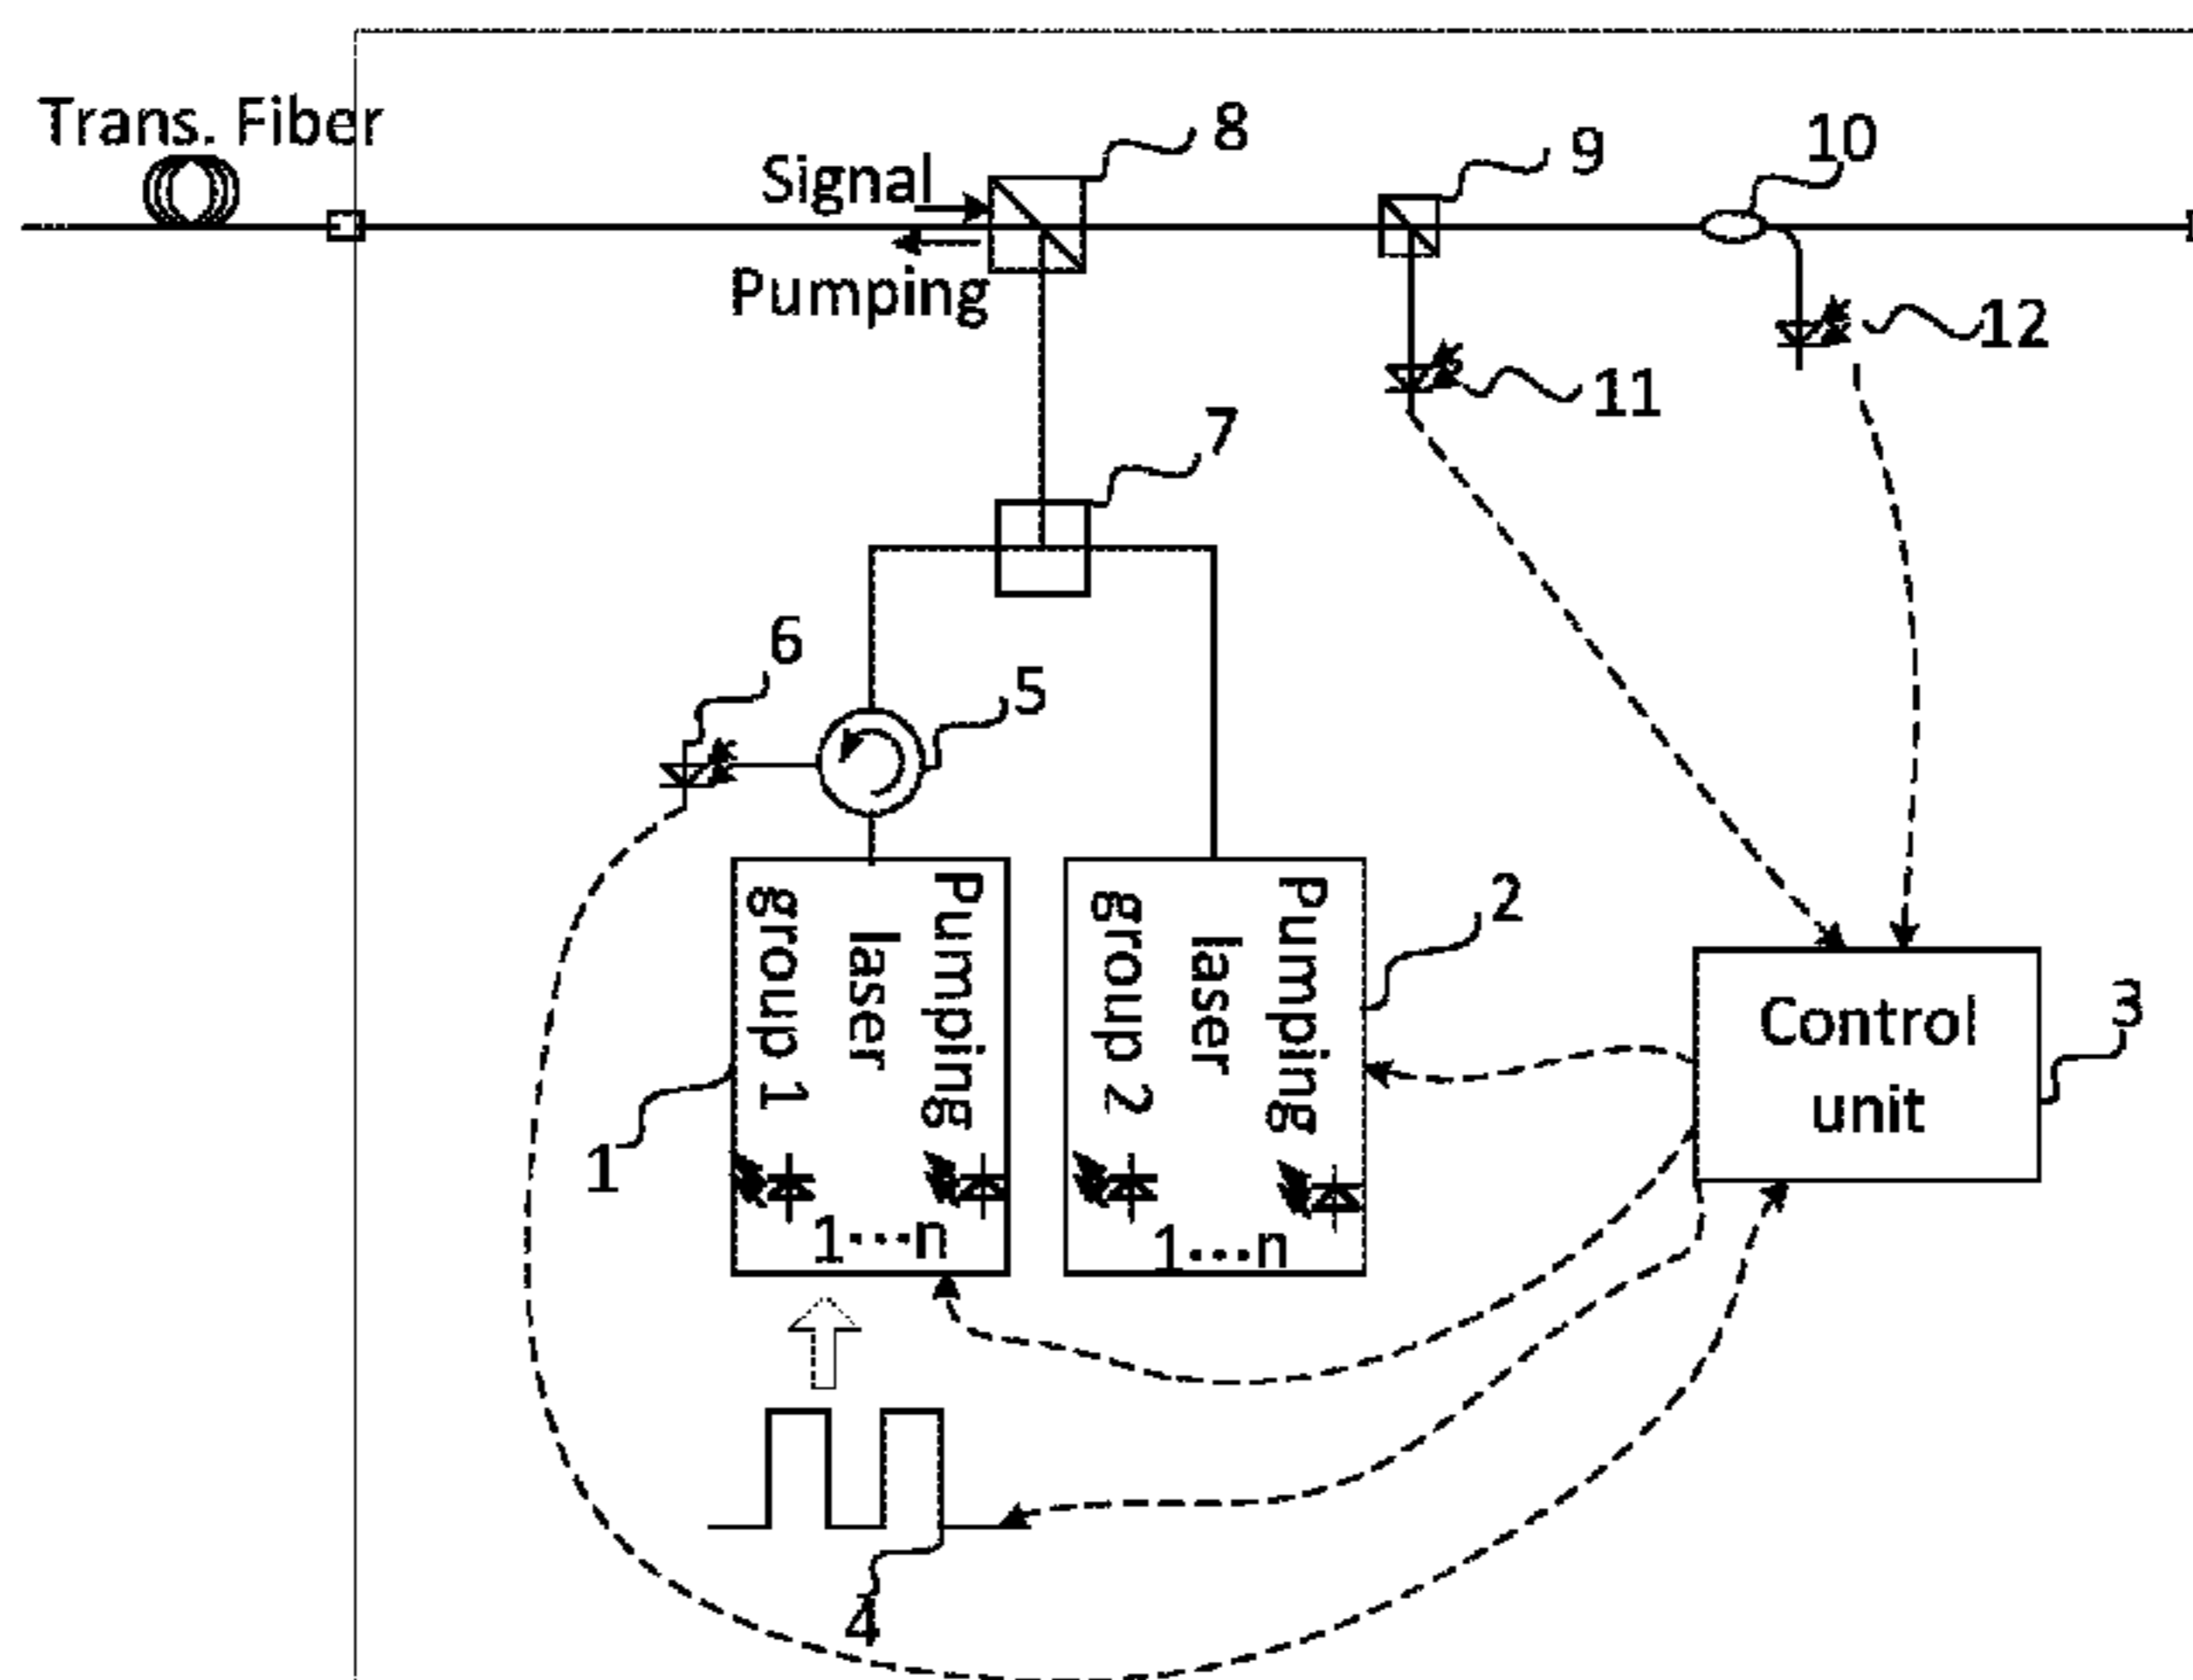 Trans. Fiber
8
9
10
Signal
Pumping
12
11
7
6
5
Pumping
laser
group 1
Pumping
laser
group 2
2
Control
unit
3
1
1...n
1...n
4